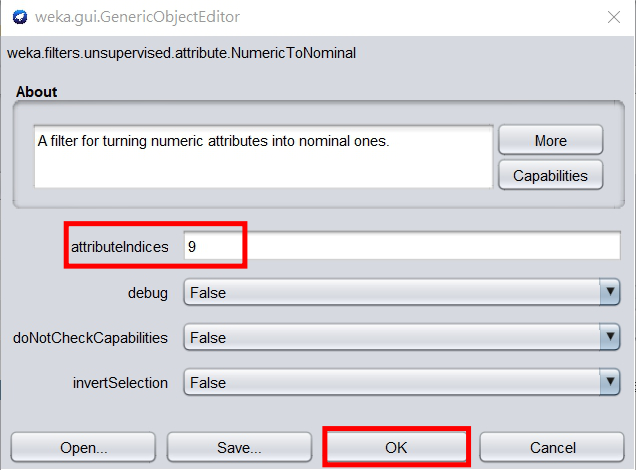 weka.gui.GenericObjectEditor
weka.filters.unsupervised.attribute.NumericToNominal
About
A filter for turning numeric attributes into nominal ones.
More
Capabilities
attributeIndices 9
debug False
doNotCheckCapabilities False
invertSelection False
Open... Save... OK Cancel